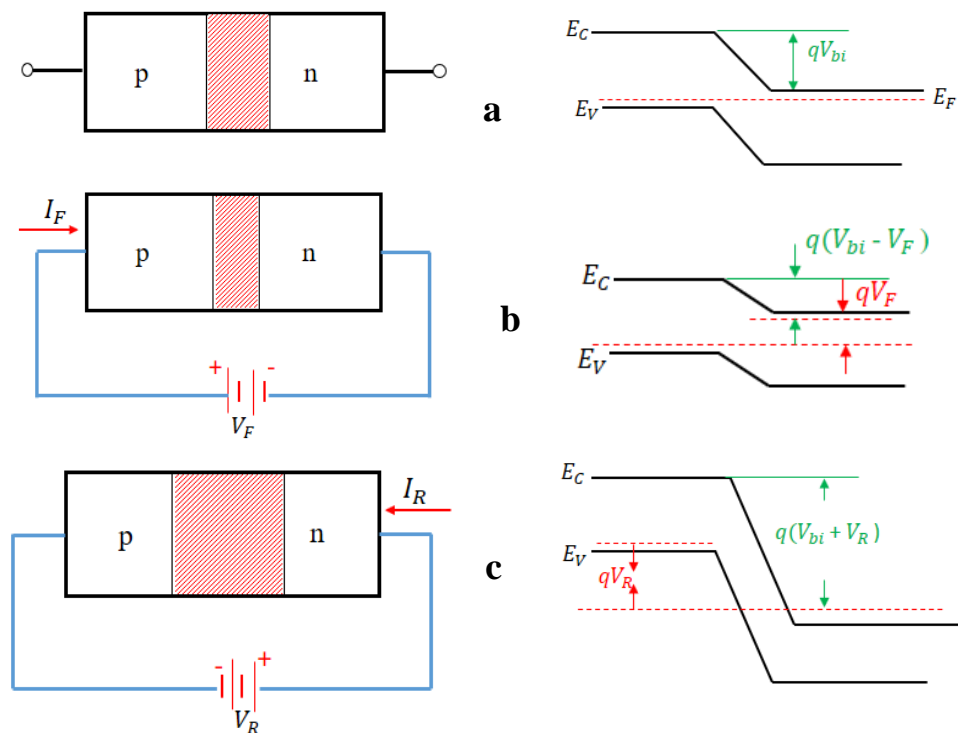 p n
a
E_C
qV_bi
E_V
E_F
I_F
p n
+ -
V_F
b
q(V_bi - V_F)
E_C
qV_F
E_V
I_R
p n
- +
V_R
c
E_C
q(V_bi + V_R)
E_V
qV_R